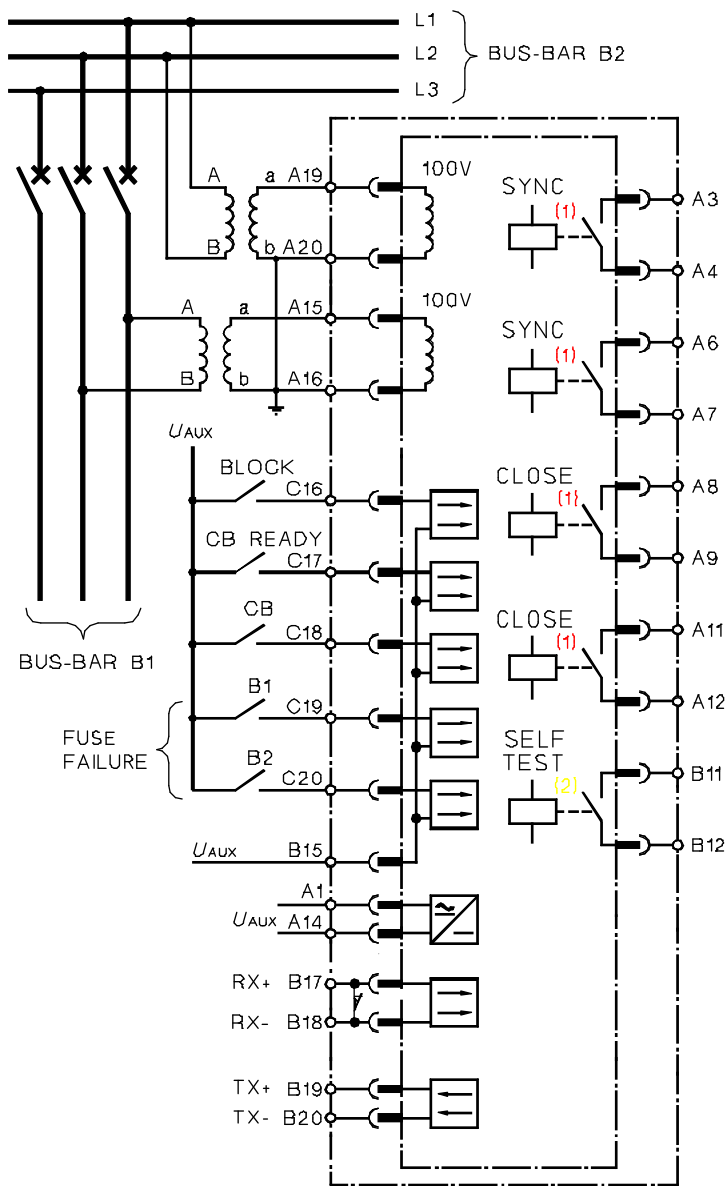 L1
L2
L3
BUS-BAR B2
A
a
A19
100V
B
b
A20
A
a
A15
100V
B
b
A16
UAUX
BLOCK
C16
CB READY
C17
CB
C18
BUS-BAR B1
B1
C19
FUSE
FAILURE
B2
C20
UAUX
B15
A1
UAUX
A14
RX+
B17
RX-
B18
TX+
B19
TX-
B20
SYNC
(1)
A3
A4
SYNC
(1)
A6
A7
CLOSE
(1)
A8
A9
CLOSE
(1)
A11
A12
SELF
TEST
(2)
B11
B12